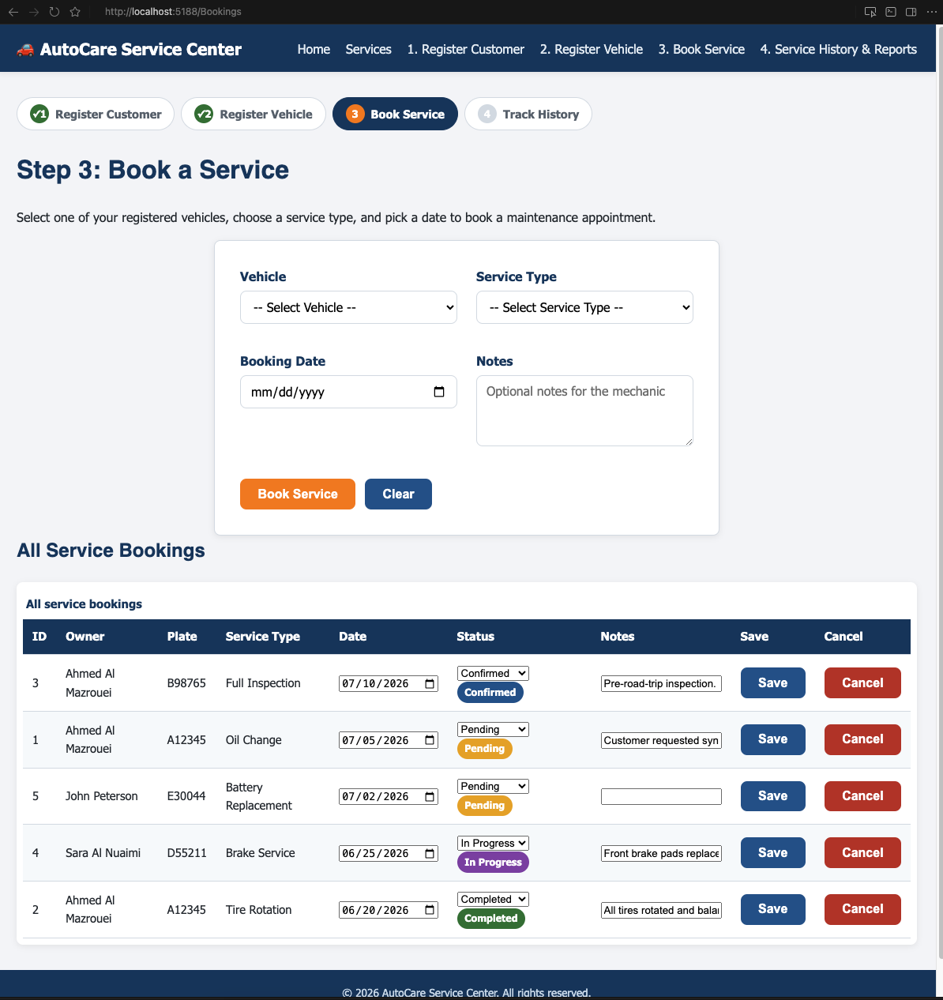 http://localhost:5188/Bookings
AutoCare Service Center
Home Services 1. Register Customer 2. Register Vehicle 3. Book Service 4. Service History & Reports
✓1 Register Customer ✓2 Register Vehicle 3 Book Service 4 Track History
Step 3: Book a Service
Select one of your registered vehicles, choose a service type, and pick a date to book a maintenance appointment.
Vehicle Service Type
-- Select Vehicle -- -- Select Service Type --
Booking Date Notes
mm/dd/yyyy Optional notes for the mechanic
Book Service Clear
All Service Bookings
All service bookings
ID Owner Plate Service Type Date Status Notes Save Cancel
3 Ahmed Al Mazrouei B98765 Full Inspection 07/10/2026 Confirmed Confirmed Pre-road-trip inspection. Save Cancel
1 Ahmed Al Mazrouei A12345 Oil Change 07/05/2026 Pending Pending Customer requested syn Save Cancel
5 John Peterson E30044 Battery Replacement 07/02/2026 Pending Pending Save Cancel
4 Sara Al Nuaimi D55211 Brake Service 06/25/2026 In Progress In Progress Front brake pads replace Save Cancel
2 Ahmed Al Mazrouei A12345 Tire Rotation 06/20/2026 Completed Completed All tires rotated and bala Save Cancel
© 2026 AutoCare Service Center. All rights reserved.